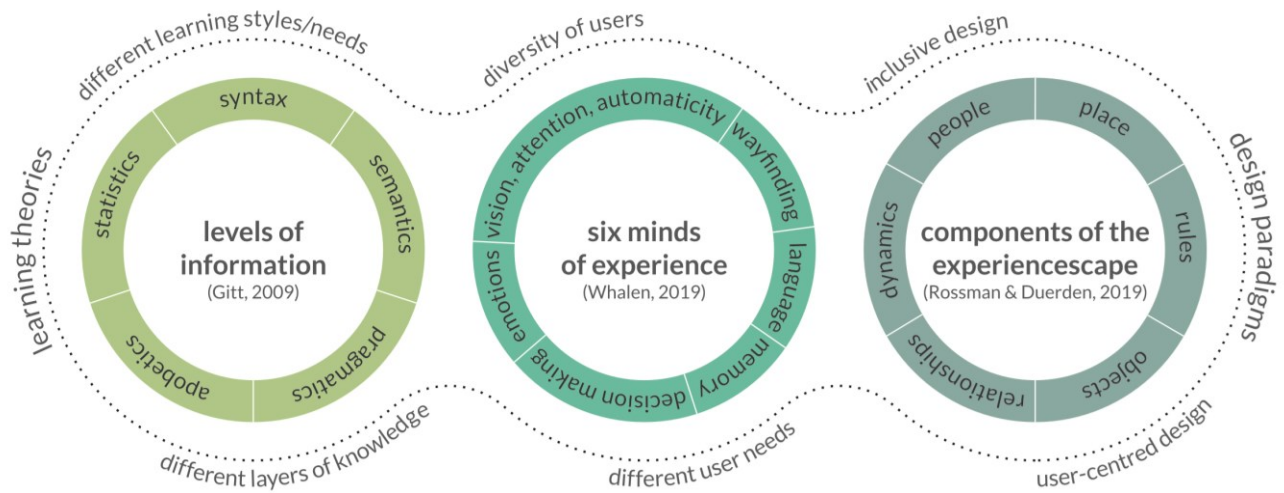 learning theories
different learning styles/needs
different layers of knowledge
statistics
syntax
semantics
pragmatics
apobetics
levels of
information
(Gitt, 2009)
diversity of users
different user needs
vision, attention, automaticity
wayfinding
language
memory
decision making
emotions
six minds
of experience
(Whalen, 2019)
inclusive design
design paradigms
user-centred design
people
place
rules
objects
relationships
dynamics
components of the
experiencescape
(Rossman & Duerden, 2019)